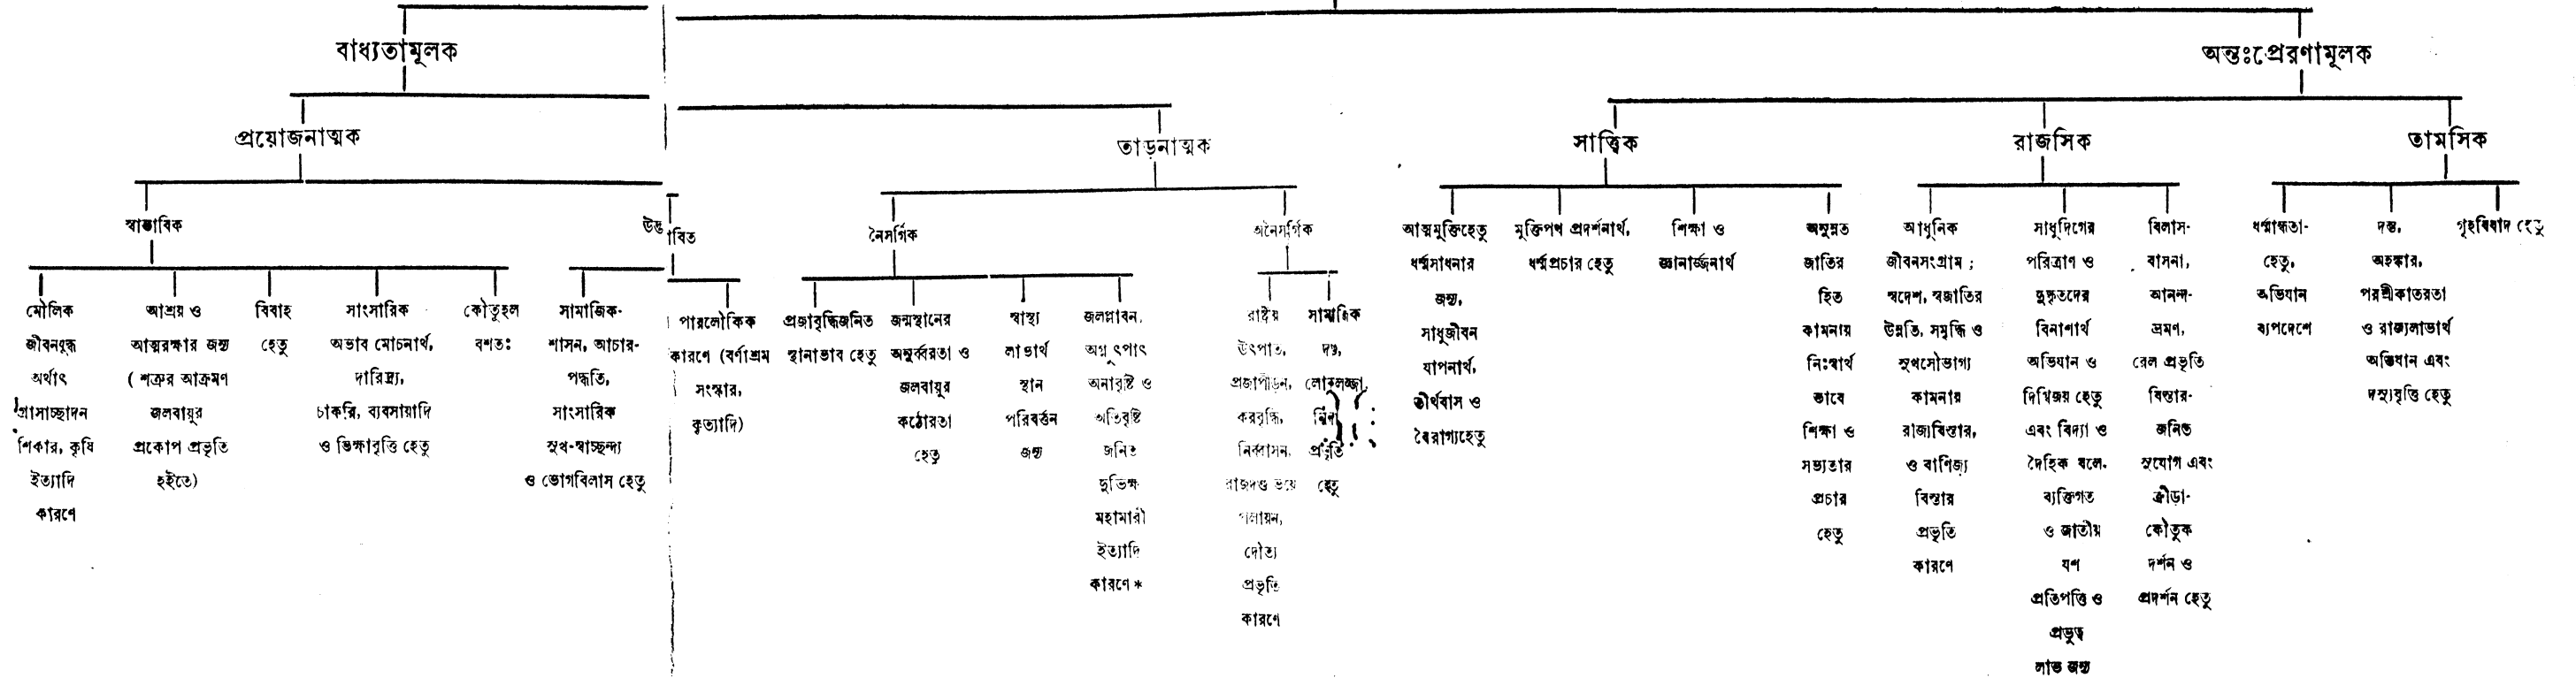 বাধ্যতামূলক
অন্তঃপ্রেরণামূলক
প্রয়োজনাত্মক
তাড়নাত্মক
সাত্ত্বিক
রাজসিক
তামসিক
স্বাভাবিক
উদ্ভাবিত
নৈসর্গিক
অনৈসর্গিক
মৌলিক
জীবনযুদ্ধ
অর্থাৎ
গ্রাসাচ্ছাদন
শিকার, কৃষি
ইত্যাদি
কারণে
আশ্রয় ও
আত্মরক্ষার জন্য
( শত্রুর আক্রমণ
জলবায়ুর
প্রকোপ প্রভৃতি
হইতে)
বিবাহ
হেতু
সাংসারিক
অভাব মোচনার্থ,
দারিদ্র্য,
চাকরি, ব্যবসায়াদি
ও ভিক্ষাবৃত্তি হেতু
কৌতূহল
বশতঃ
সামাজিক-
শাসন, আচার-
পদ্ধতি,
সাংসারিক
সুখ-স্বাচ্ছন্দ্য
ও ভোগবিলাস হেতু
পারলৌকিক
কারণে (বর্ণাশ্রম
সংস্কার,
কৃত্যাদি)
প্রজাবৃদ্ধিজনিত
স্থানাভাব হেতু
জন্মস্থানের
অনুর্ব্বরতা ও
জলবায়ুর
কঠোরতা
হেতু
স্বাস্থ্য
লাভার্থ
স্থান
পরিবর্ত্তন
জন্য
জলপ্লাবন,
অগ্ন্যুৎপাৎ
অনাবৃষ্টি ও
অতিবৃষ্টি
জনিত
দুর্ভিক্ষ
মহামারী
ইত্যাদি
কারণে *
রাষ্ট্রীয়
উৎপাত,
প্রজাপীড়ন,
করবৃদ্ধি,
নির্ব্বাসন,
রাজদণ্ড ভয়ে
পলায়ন,
দৌত্য
প্রভৃতি
কারণে
সামাজিক
দণ্ড,
লোকলজ্জা,
নিন্দা
প্রভৃতি
হেতু
আত্মমুক্তিহেতু
ধর্ম্মসাধনার
জন্য,
সাধুজীবন
যাপনার্থ,
তীর্থবাস ও
বৈরাগ্যহেতু
মুক্তিপথ প্রদর্শনার্থ,
ধর্ম্মপ্রচার হেতু
শিক্ষা ও
জ্ঞানার্জ্জনার্থ
অনুন্নত
জাতির
হিত
কামনায়
নিঃস্বার্থ
ভাবে
শিক্ষা ও
সভ্যতার
প্রচার
হেতু
আধুনিক
জীবনসংগ্রাম ;
স্বদেশ, স্বজাতির
উন্নতি, সমৃদ্ধি ও
সুখসৌভাগ্য
কামনায়
রাজ্যবিস্তার,
ও বাণিজ্য
বিস্তার
প্রভৃতি
কারণে
সাধুদিগের
পরিত্রাণ ও
দুষ্কৃতদের
বিনাশার্থ
অভিযান ও
দিগ্বিজয় হেতু
এবং বিদ্যা ও
দৈহিক বলে.
ব্যক্তিগত
ও জাতীয়
যশ
প্রতিপত্তি ও
প্রভুত্ব
লাভ জন্য
বিলাস-
বাসনা,
আনন্দ-
ভ্রমণ,
রেল প্রভৃতি
বিস্তার-
জনিত
সুযোগ এবং
ক্রীড়া-
কৌতুক
দর্শন ও
প্রদর্শন হেতু
ধর্ম্মান্ধতা-
হেতু,
অভিযান
ব্যপদেশে
দম্ভ,
অহঙ্কার,
পরশ্রীকাতরতা
ও রাজ্যলাভার্থ
অভিযান এবং
দস্যুবৃত্তি হেতু
গৃহবিবাদ হেতু